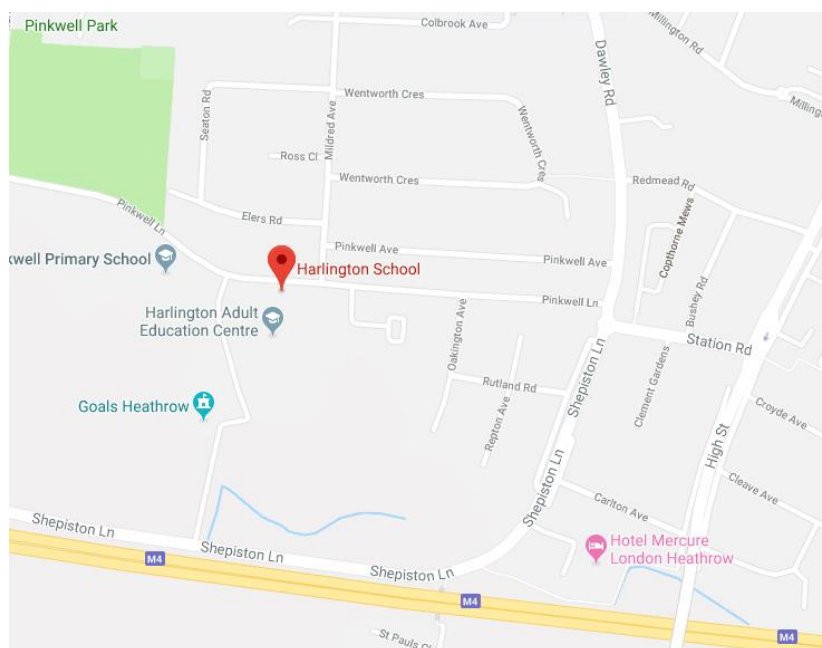 Pinkwell Park
Colbrook Ave
Millington Rd
Dawley Rd
Millin
Wentworth Cres
Seaton Rd
Mildred Ave
Wentworth Cres
Ross Cl
Wentworth Cres
Redmead Rd
Pinkwell Ln
Elers Rd
Copthorne Mews
Pinkwell Ave
Pinkwell Ave
kwell Primary School
Harlington School
Bushey Rd
Pinkwell Ln
Harlington Adult
Education Centre
Oakington Ave
Station Rd
Shepiston Ln
Clement Gardens
Rutland Rd
Goals Heathrow
Repton Ave
Croyde Ave
High St
Shepiston Ln
Cleave Ave
Carlton Ave
Shepiston Ln
Shepiston Ln
Hotel Mercure
London Heathrow
M4
Shepiston Ln
M4
St Pauls Cl
M4